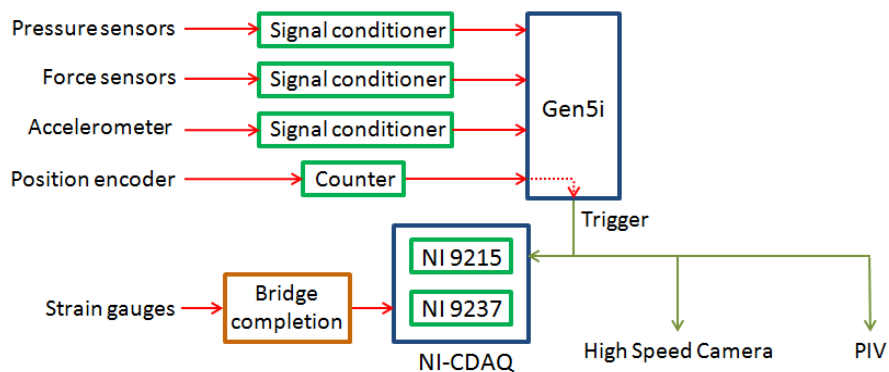 Pressure sensors
Signal conditioner
Force sensors
Signal conditioner
Gen5i
Accelerometer
Signal conditioner
Position encoder
Counter
Trigger
NI 9215
Strain gauges
Bridge
completion
NI 9237
NI-CDAQ
High Speed Camera
PIV